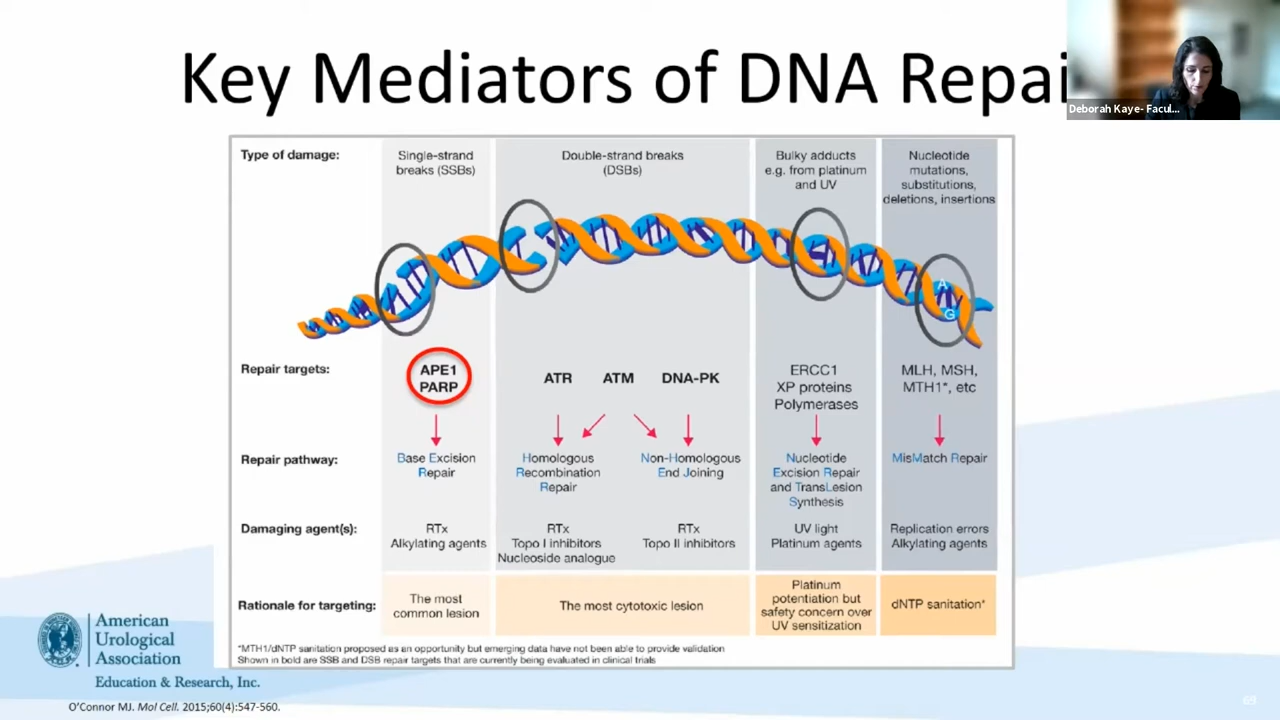 Key Mediators of DNA Repai
Deborah Kaye- Facul...
Type of damage:
Single-strand
breaks (SSBs)
Double-strand breaks
(DSBs)
Bulky adducts
e.g. from platinum
and UV
Nucleotide
mutations,
substitutions,
deletions, insertions
A
G
Repair targets:
APE1
PARP
ATR ATM DNA-PK
ERCC1
XP proteins
Polymerases
MLH, MSH,
MTH1*, etc
Repair pathway:
Base Excision
Repair
Homologous
Recombination
Repair
Non-Homologous
End Joining
Nucleotide
Excision Repair
and TransLesion
Synthesis
MisMatch Repair
Damaging agent(s):
RTx
Alkylating agents
RTx
Topo I inhibitors
Nucleoside analogue
RTx
Topo II inhibitors
UV light
Platinum agents
Replication errors
Alkylating agents
Rationale for targeting:
The most
common lesion
The most cytotoxic lesion
Platinum
potentiation but
safety concern over
UV sensitization
dNTP sanitation*
*MTH1/dNTP sanitation proposed as an opportunity but emerging data have not been able to provide validation
Shown in bold are SSB and DSB repair targets that are currently being evaluated in clinical trials
American
Urological
Association
Education & Research, Inc.
O'Connor MJ. Mol Cell. 2015;60(4):547-560.
69